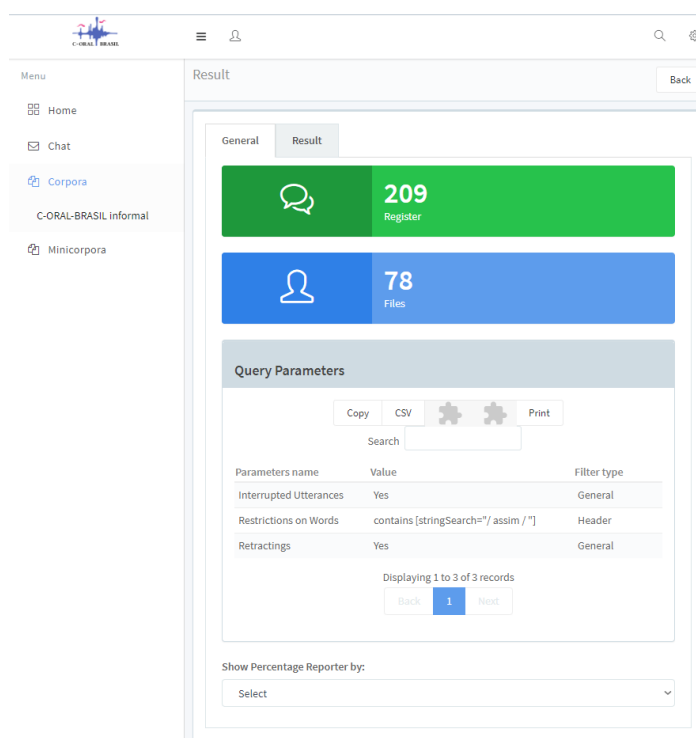 C-ORAL BRASIL
Menu
Result
Back
Home
Chat
Corpora
C-ORAL-BRASIL informal
Minicorpora
General Result
209
Register
78
Files
Query Parameters
Copy CSV Print
Search
Parameters name Value Filter type
Interrupted Utterances Yes General
Restrictions on Words contains [stringSearch="/ assim / "] Header
Retractings Yes General
Displaying 1 to 3 of 3 records
Back 1 Next
Show Percentage Reporter by:
Select